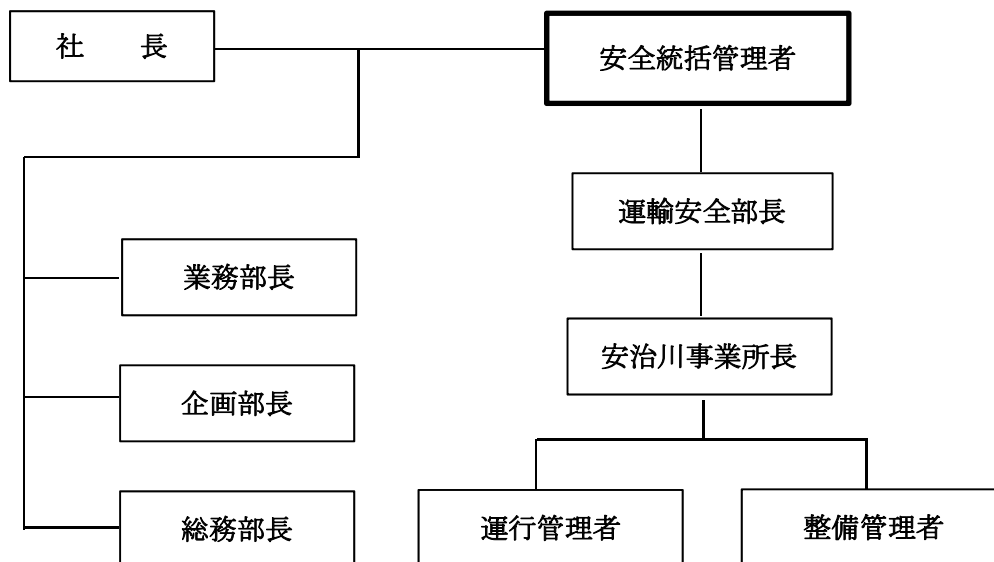 社　　長
安全統括管理者
運輸安全部長
業務部長
安治川事業所長
企画部長
総務部長
運行管理者
整備管理者